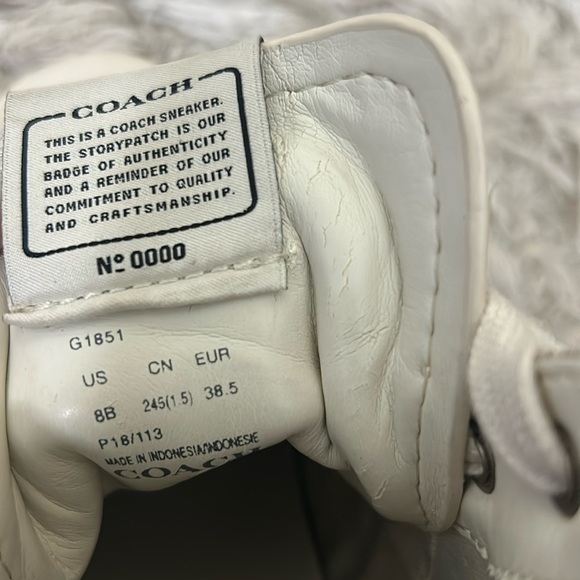 COACH
THIS IS A COACH SNEAKER.
THE STORYPATCH IS OUR
BADGE OF AUTHENTICITY
AND A REMINDER OF OUR
COMMITMENT TO QUALITY
AND CRAFTSMANSHIP.
Nº 0000
G1851
US CN EUR
8B 245(1.5) 38.5
P18/113
MADE IN INDONESIA/INDONESIE
COACH